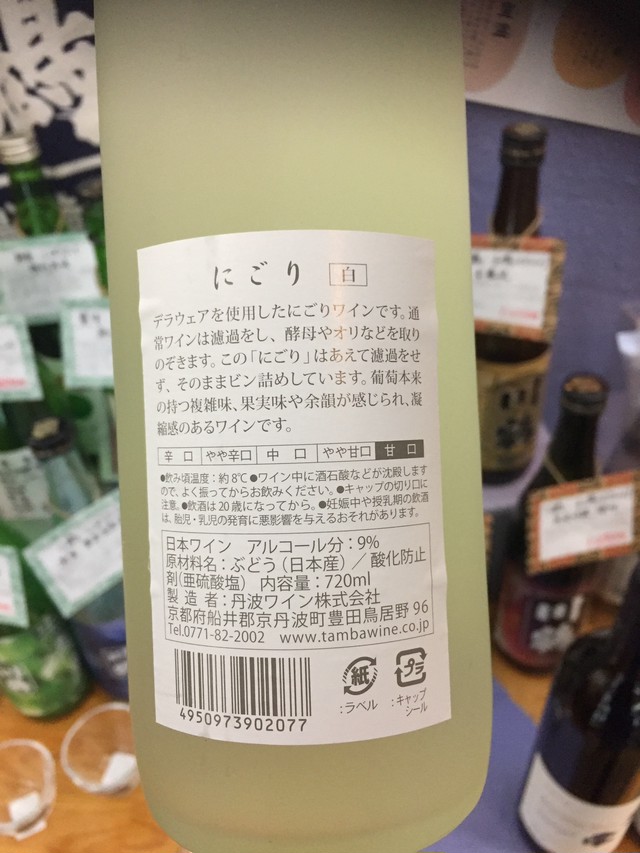 にごり 白
デラウェアを使用したにごりワインです。通
常ワインは濾過をし、酵母やオリなどを取り
のぞきます。この「にごり」はあえて濾過をせ
ず、そのままビン詰めしています。葡萄本来
の持つ複雑味、果実味や余韻が感じられ、凝
縮感のあるワインです。
辛 口 やや辛口 中 口 やや甘口 甘 口
●飲み頃温度：約8℃●ワイン中に酒石酸などが沈殿します
ので、よく振ってからお飲みください。●キャップの切り口に
注意。●飲酒は20歳になってから。●妊娠中や授乳期の飲酒
は、胎児・乳児の発育に悪影響を与えるおそれがあります。
日本ワイン アルコール分：9%
原材料名：ぶどう（日本産）／酸化防止
剤（亜硫酸塩） 内容量：720ml
製 造 者：丹波ワイン株式会社
京都府船井郡京丹波町豊田鳥居野 96
Tel.0771-82-2002 www.tambawine.co.jp
4950973902077
紙
：ラベル
プラ
：キャップ
シール